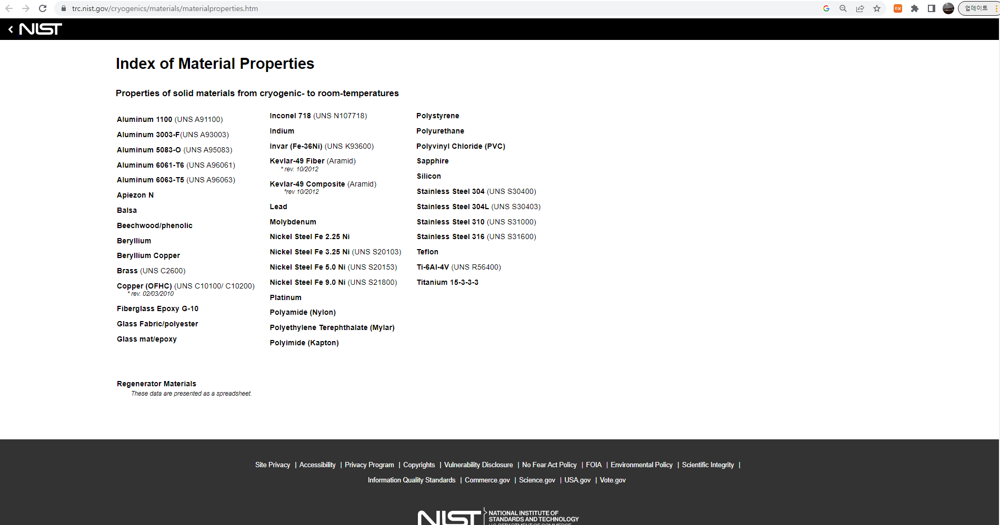 trc.nist.gov/cryogenics/materials/materialproperties.htm
EX
업데이트
NIST
Index of Material Properties
Properties of solid materials from cryogenic- to room-temperatures
Aluminum 1100 (UNS A91100)
Aluminum 3003-F(UNS A93003)
Aluminum 5083-O (UNS A95083)
Aluminum 6061-T6 (UNS A96061)
Aluminum 6063-T5 (UNS A96063)
Apiezon N
Balsa
Beechwood/phenolic
Beryllium
Beryllium Copper
Brass (UNS C2600)
Copper (OFHC) (UNS C10100/ C10200)
* rev. 02/03/2010
Fiberglass Epoxy G-10
Glass Fabric/polyester
Glass mat/epoxy
Inconel 718 (UNS N107718)
Indium
Invar (Fe-36Ni) (UNS K93600)
Kevlar-49 Fiber (Aramid)
* rev. 10/2012
Kevlar-49 Composite (Aramid)
*rev 10/2012
Lead
Molybdenum
Nickel Steel Fe 2.25 Ni
Nickel Steel Fe 3.25 Ni (UNS S20103)
Nickel Steel Fe 5.0 Ni (UNS S20153)
Nickel Steel Fe 9.0 Ni (UNS S21800)
Platinum
Polyamide (Nylon)
Polyethylene Terephthalate (Mylar)
Polyimide (Kapton)
Polystyrene
Polyurethane
Polyvinyl Chloride (PVC)
Sapphire
Silicon
Stainless Steel 304 (UNS S30400)
Stainless Steel 304L (UNS S30403)
Stainless Steel 310 (UNS S31000)
Stainless Steel 316 (UNS S31600)
Teflon
Ti-6Al-4V (UNS R56400)
Titanium 15-3-3-3
Regenerator Materials
These data are presented as a spreadsheet.
Site Privacy | Accessibility | Privacy Program | Copyrights | Vulnerability Disclosure | No Fear Act Policy | FOIA | Environmental Policy | Scientific Integrity |
Information Quality Standards | Commerce.gov | Science.gov | USA.gov | Vote.gov
NIST
NATIONAL INSTITUTE OF
STANDARDS AND TECHNOLOGY
U.S. DEPARTMENT OF COMMERCE